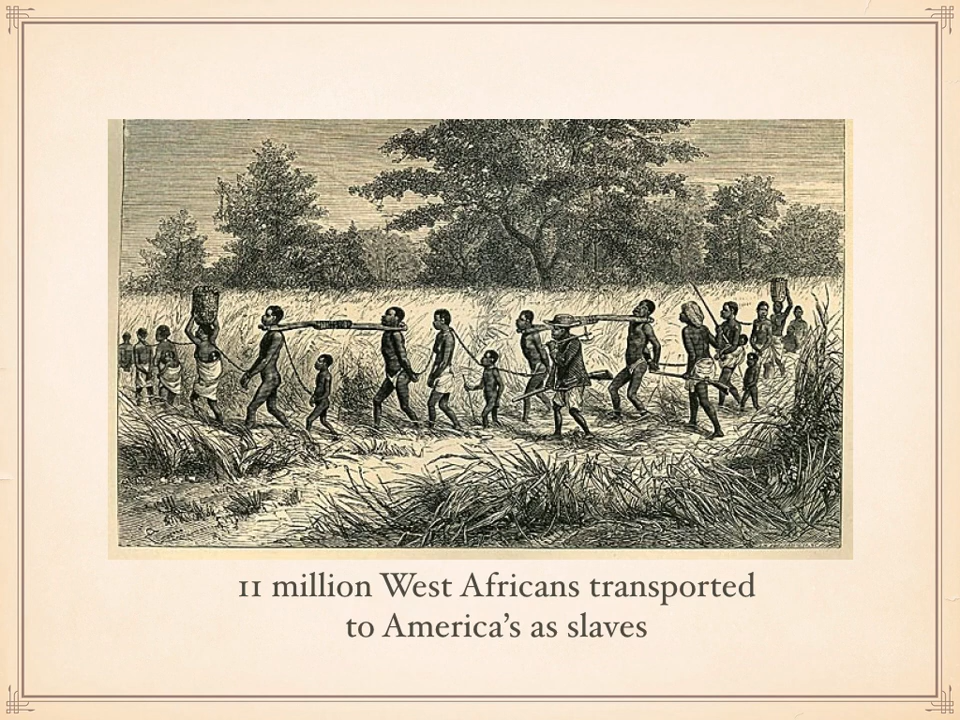 11 million West Africans transported
to America's as slaves